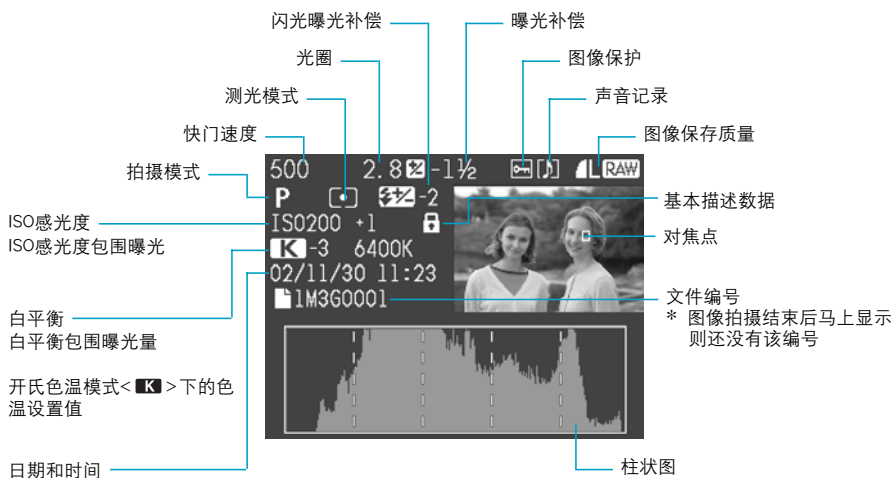 闪光曝光补偿
曝光补偿
光圈
图像保护
测光模式
声音记录
快门速度
图像保存质量
拍摄模式
500 2.8 -1½ L RAW
P -2
ISO200 +1
K -3 6400K
02/11/30 11:23
1M3G0001
基本描述数据
对焦点
ISO感光度
ISO感光度包围曝光
文件编号
* 图像拍摄结束后马上显示
则还没有该编号
白平衡
白平衡包围曝光量
开氏色温模式< K >下的色
温设置值
日期和时间
柱状图